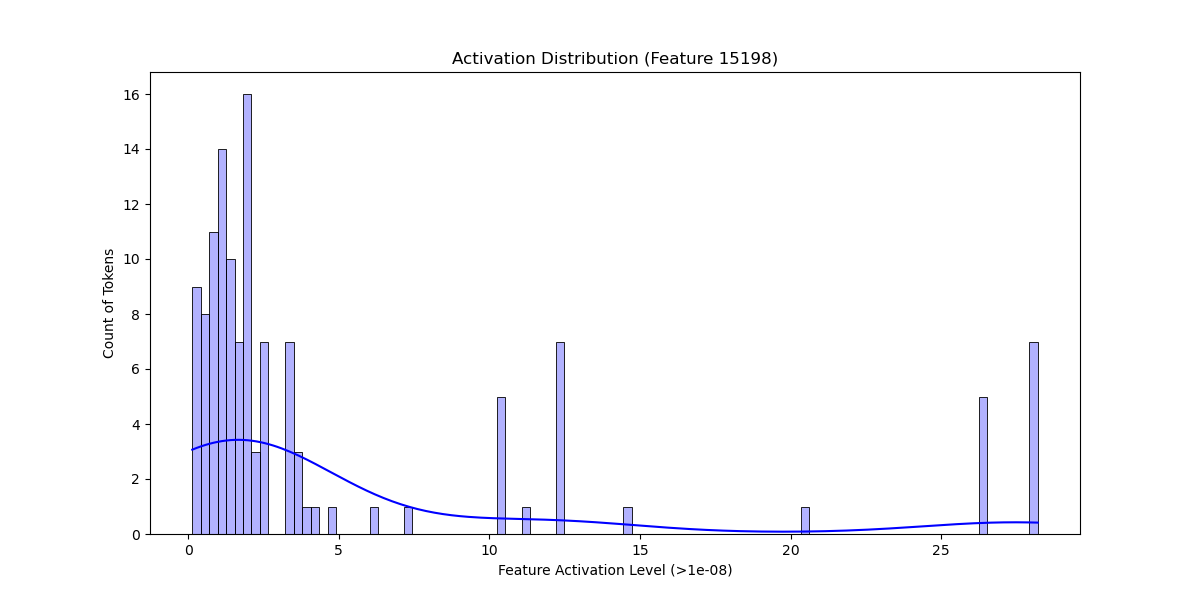 Activation Distribution (Feature 15198)
16
14
12
10
8
6
4
2
0
Count of Tokens
0 5 10 15 20 25
Feature Activation Level (>1e-08)